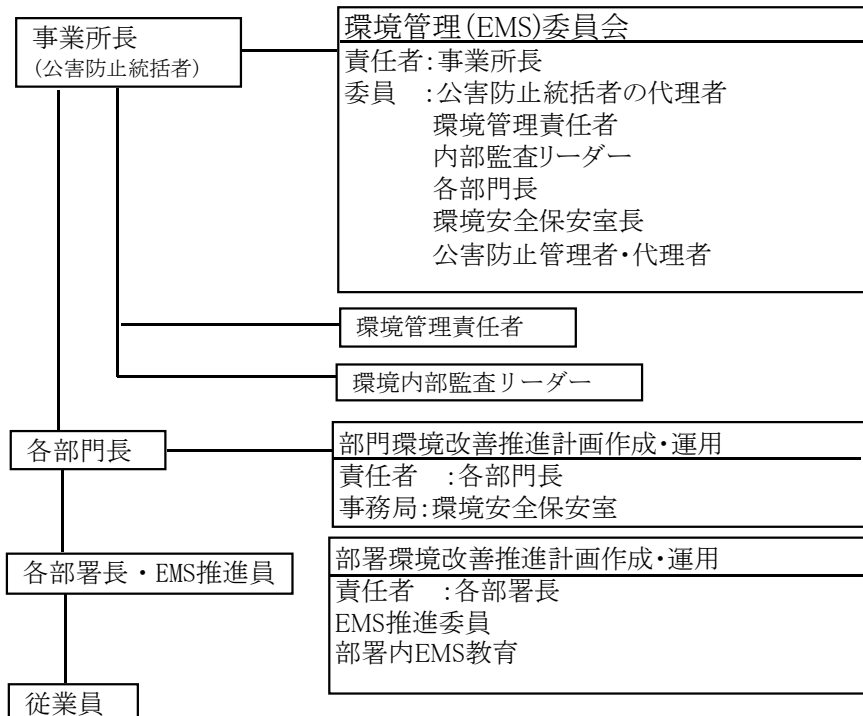 事業所長
(公害防止統括者)
環境管理(EMS)委員会
責任者:事業所長
委員 :公害防止統括者の代理者
環境管理責任者
内部監査リーダー
各部門長
環境安全保安室長
公害防止管理者・代理者
環境管理責任者
環境内部監査リーダー
各部門長
部門環境改善推進計画作成・運用
責任者 :各部門長
事務局:環境安全保安室
各部署長・EMS推進員
部署環境改善推進計画作成・運用
責任者 :各部署長
EMS推進委員
部署内EMS教育
従業員